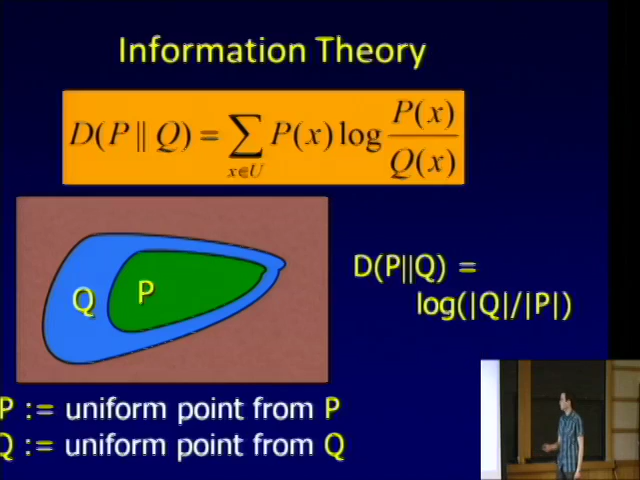 Information Theory
D(P || Q) = ∑ P(x) log P(x)/Q(x)
x∈U
Q P
D(P||Q) =
log(|Q|/|P|)
P := uniform point from P
Q := uniform point from Q